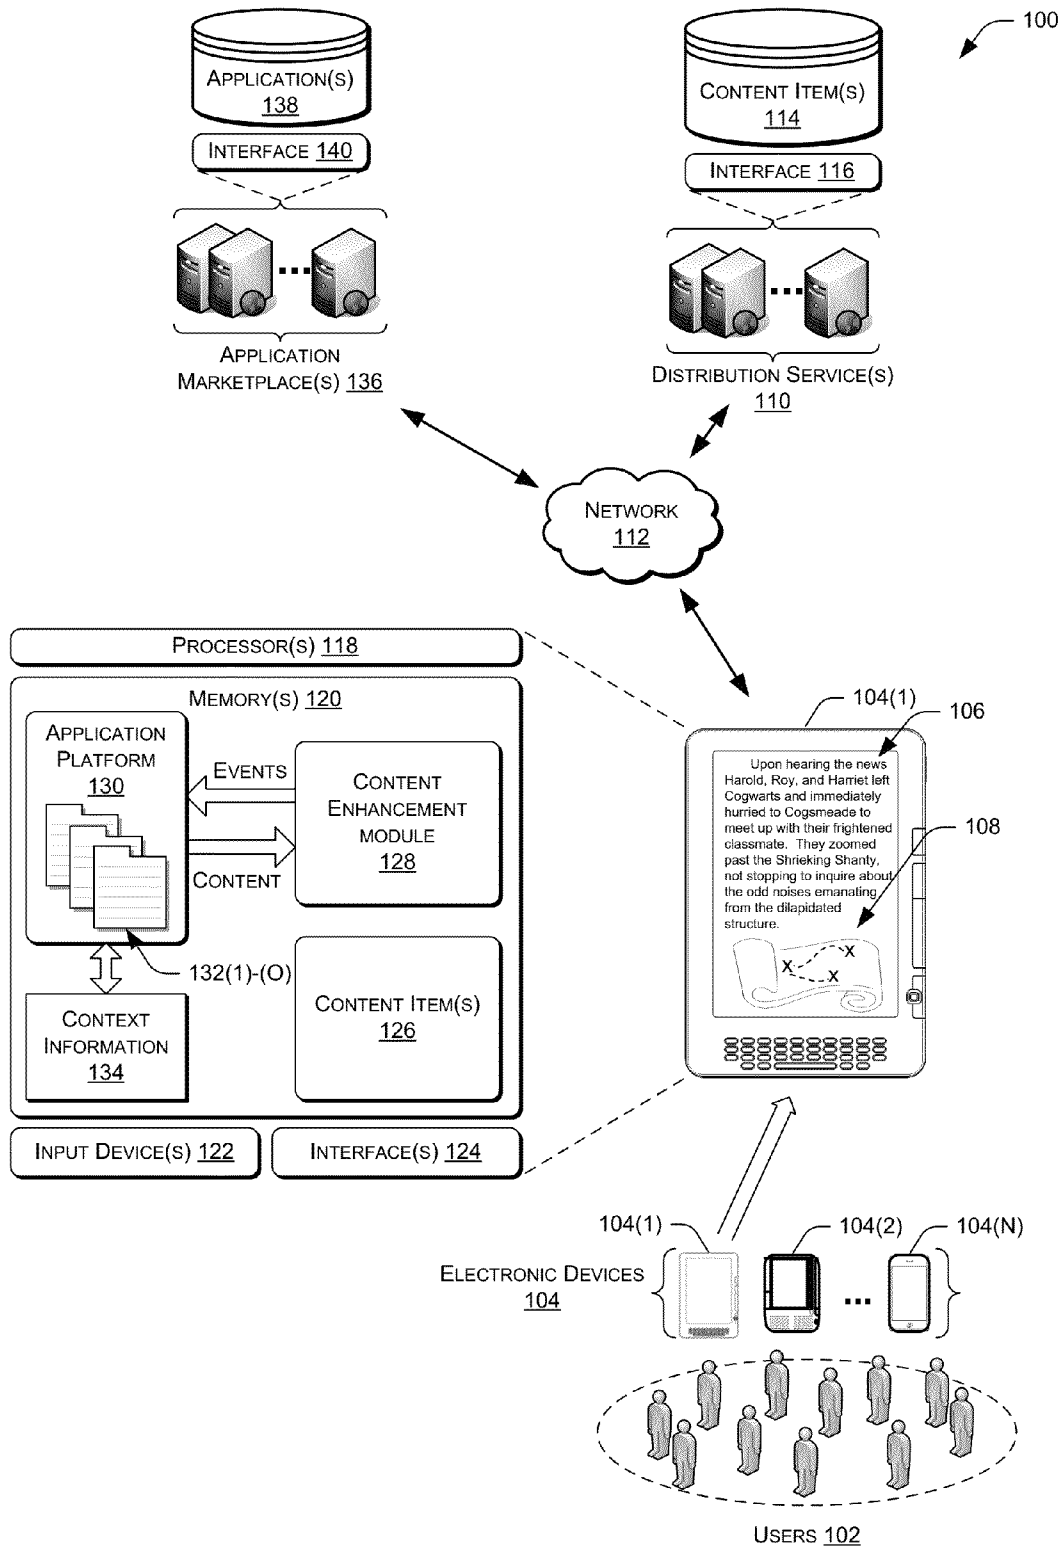 100
APPLICATION(S)
138
INTERFACE 140
APPLICATION
MARKETPLACE(S) 136
CONTENT ITEM(S)
114
INTERFACE 116
DISTRIBUTION SERVICE(S)
110
NETWORK
112
PROCESSOR(S) 118
MEMORY(S) 120
APPLICATION
PLATFORM
130
EVENTS
CONTENT
CONTENT
ENHANCEMENT
MODULE
128
132(1)-(O)
CONTEXT
INFORMATION
134
CONTENT ITEM(S)
126
INPUT DEVICE(S) 122
INTERFACE(S) 124
104(1)
106
Upon hearing the news
Harold, Roy, and Harriet left
Cogwarts and immediately
hurried to Cogsmeade to
meet up with their frightened
classmate. They zoomed
past the Shrieking Shanty,
not stopping to inquire about
the odd noises emanating
from the dilapidated
structure.
108
X
X
X
104(1)
104(2)
104(N)
ELECTRONIC DEVICES
104
USERS 102